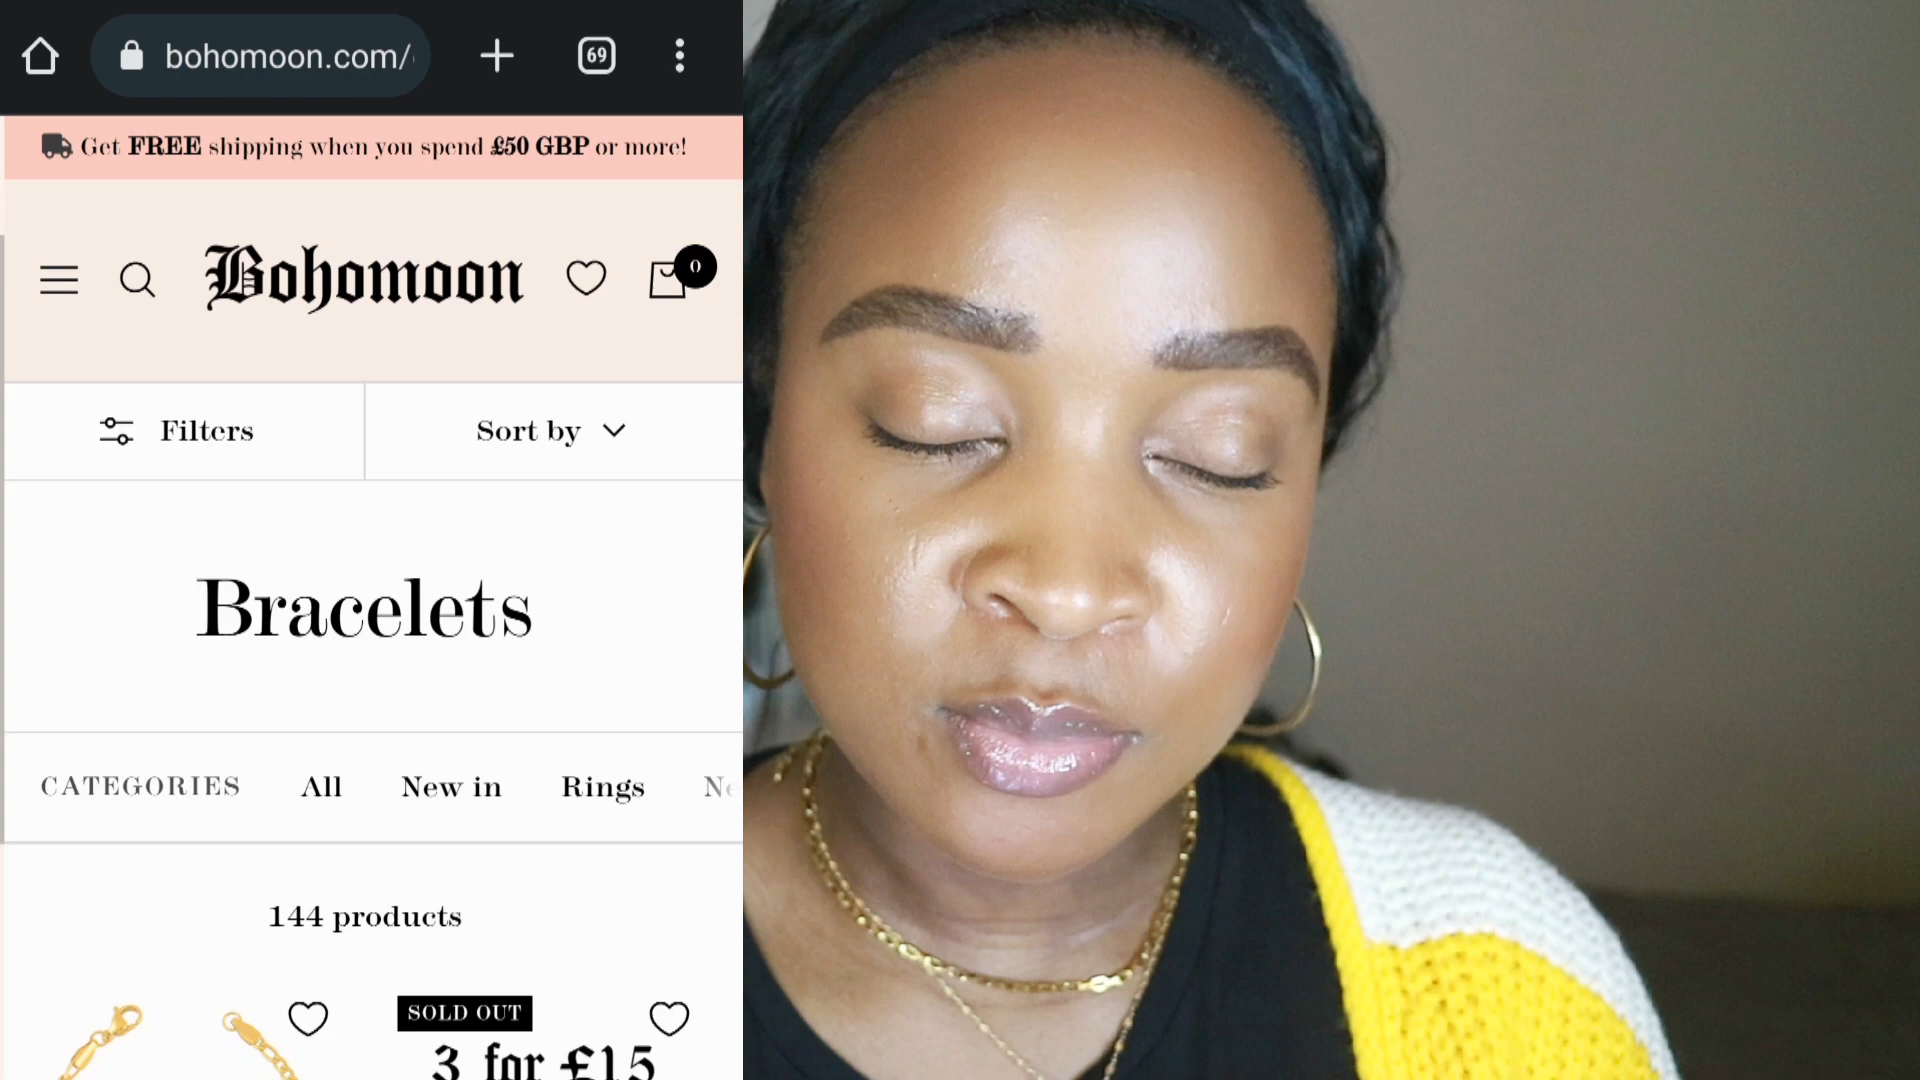 bohomoon.com/
69
Get FREE shipping when you spend £50 GBP or more!
Bohomoon
0
Filters
Sort by
Bracelets
CATEGORIES All New in Rings Ne
144 products
SOLD OUT
3 for £15